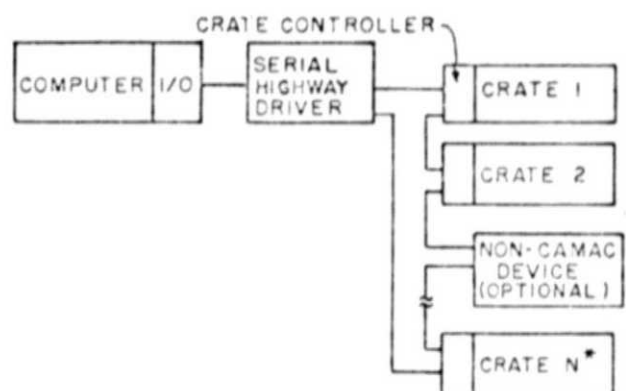 CRATE CONTROLLER
COMPUTER I/O
SERIAL
HIGHWAY
DRIVER
CRATE 1
CRATE 2
NON-CAMAC
DEVICE
(OPTIONAL)
CRATE N*